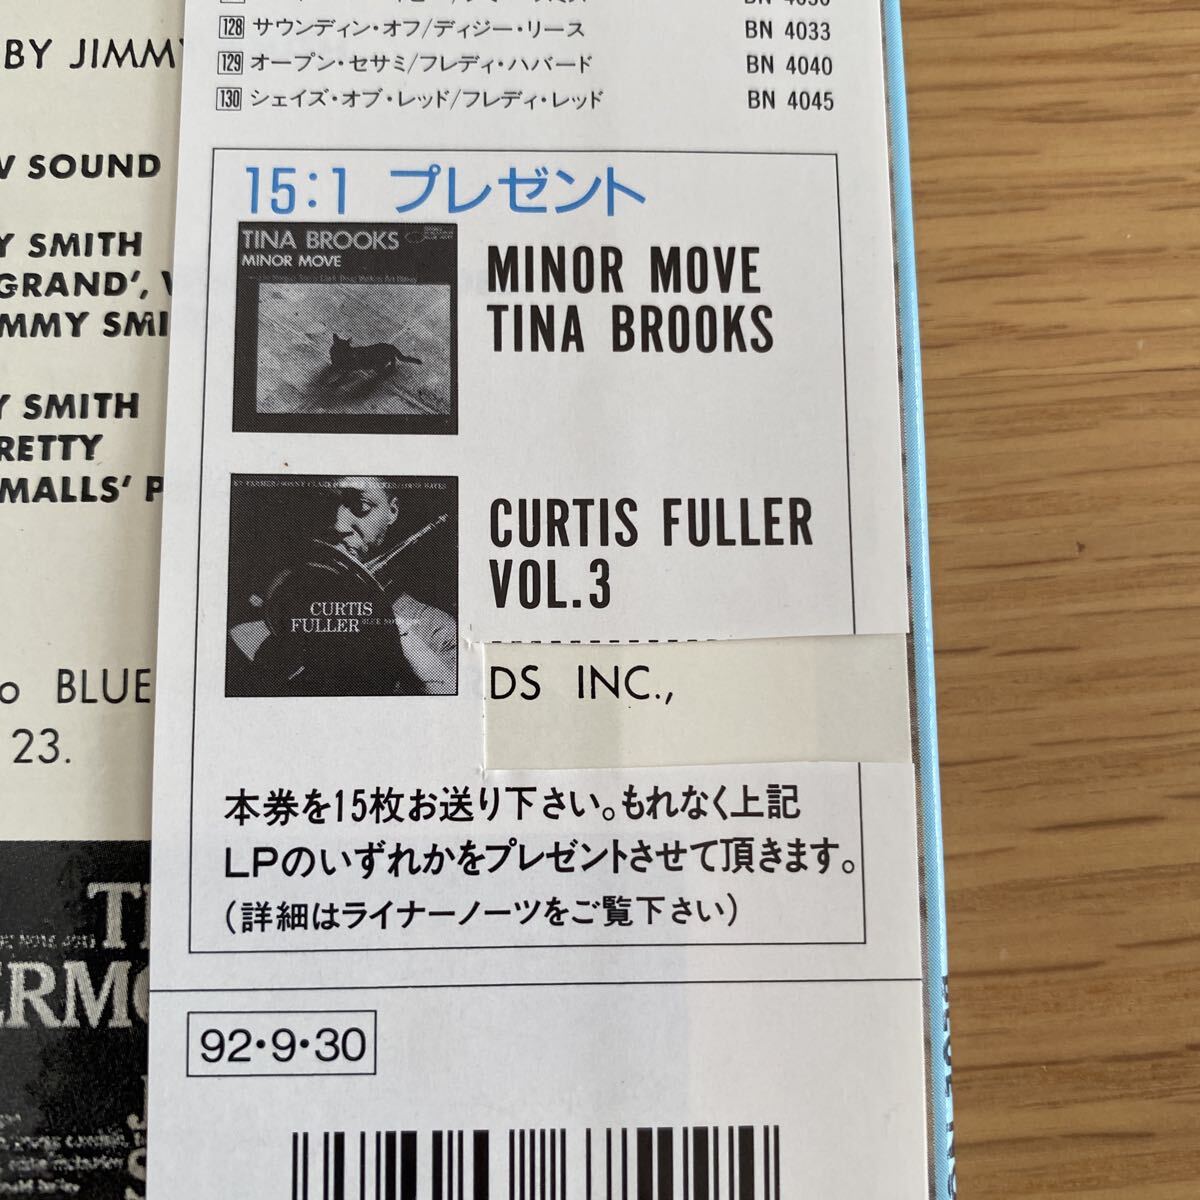 BY JIMMY
V SOUND
Y SMITH
GRAND',
IMMY SMI
Y SMITH
RETTY
MALLS' P
o BLUE
23.
BN 4030
128 サウンディン・オフ/ディジー・リース BN 4033
129 オープン・セサミ/フレディ・ハバード BN 4040
130 シェイズ・オブ・レッド/フレディ・レッド BN 4045
15:1 プレゼント
TINA BROOKS
MINOR MOVE
MINOR MOVE
TINA BROOKS
CURTIS
FULLER
CURTIS FULLER
VOL.3
DS INC.,
本券を15枚お送り下さい。もれなく上記
LPのいずれかをプレゼントさせて頂きます。
(詳細はライナーノーツをご覧下さい)
92・9・30
ERMO